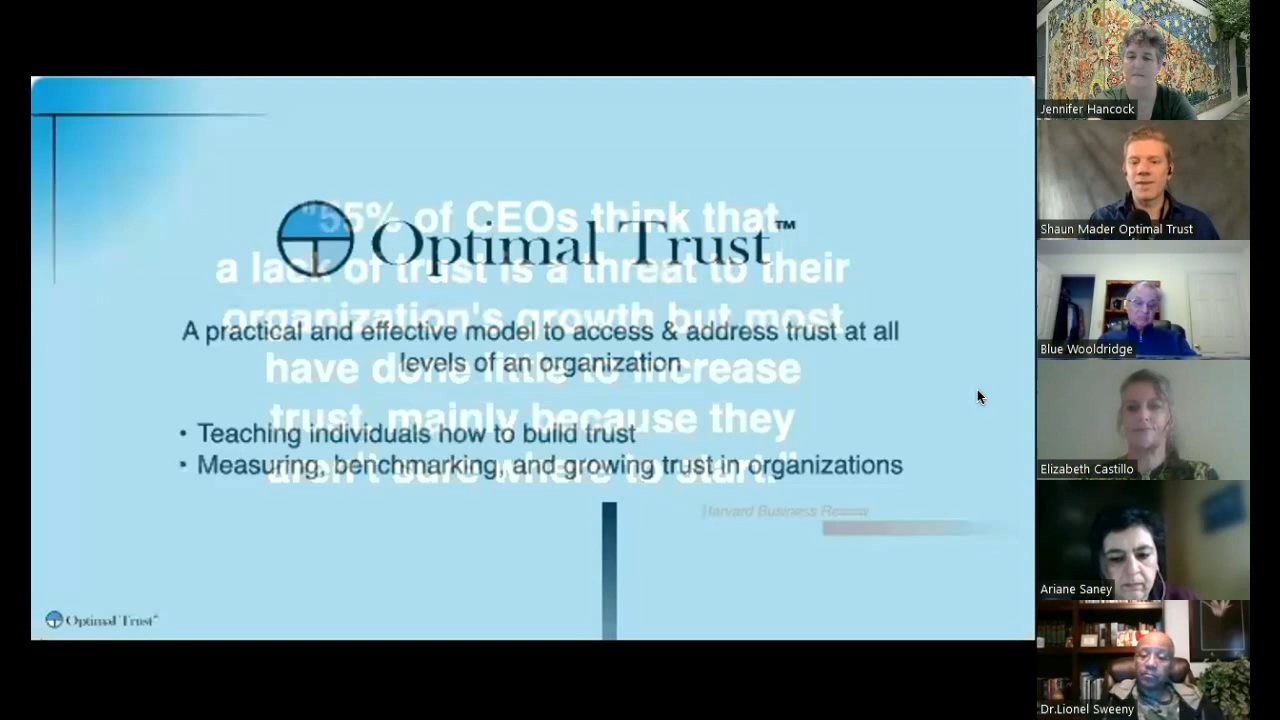 Optimal Trust™
"55% of CEOs think that
a lack of trust is a threat to their
organization's growth but most
have done little to increase
trust, mainly because they
aren't sure where to start."
Harvard Business Review
A practical and effective model to access & address trust at all
levels of an organization
• Teaching individuals how to build trust
• Measuring, benchmarking, and growing trust in organizations
Optimal Trust
Jennifer Hancock
Shaun Mader Optimal Trust
Blue Wooldridge
Elizabeth Castillo
Ariane Saney
Dr.Lionel Sweeny